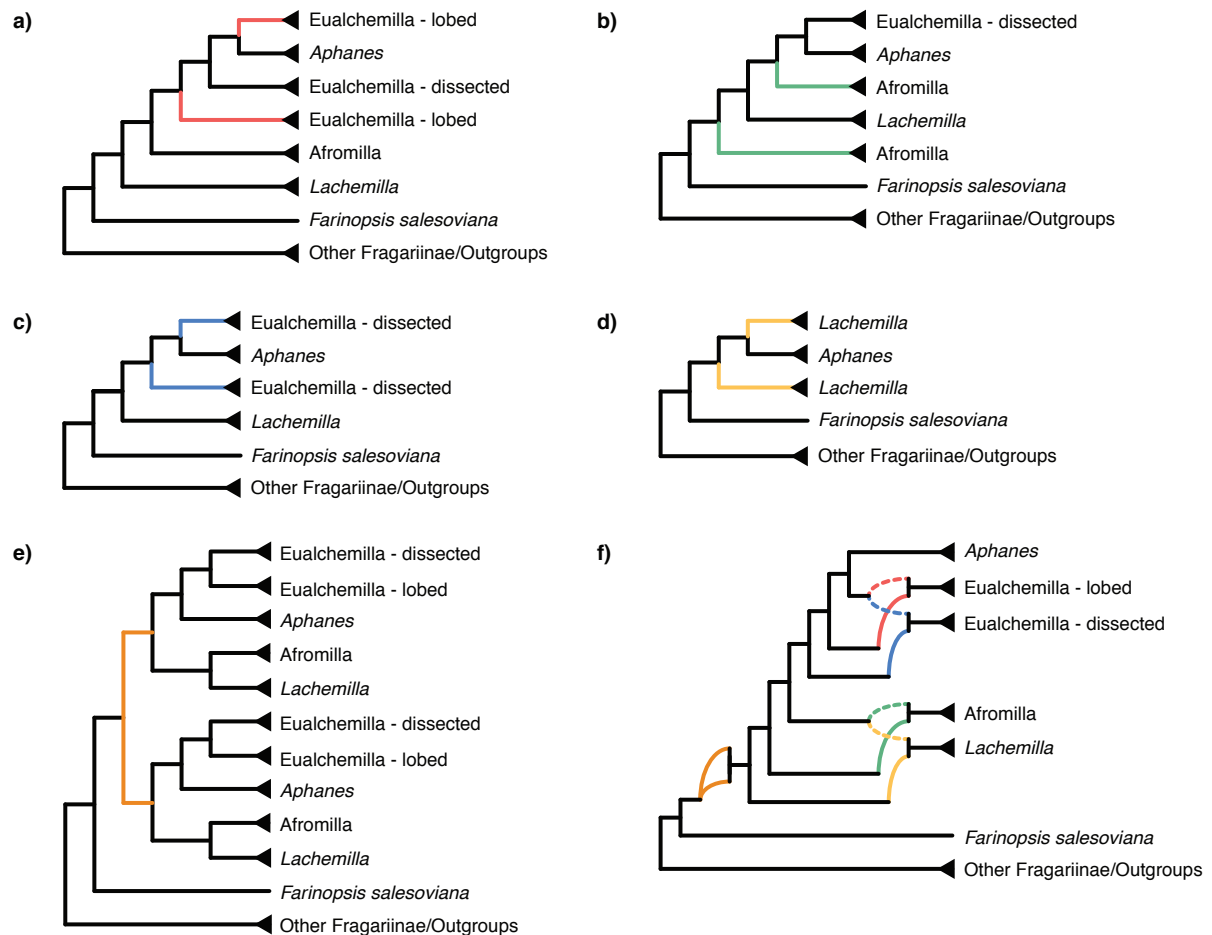 a)
Eualchemilla - lobed
Aphanes
Eualchemilla - dissected
Eualchemilla - lobed
Afromilla
Lachemilla
Farinopsis salesoviana
Other Fragariinae/Outgroups
b)
Eualchemilla - dissected
Aphanes
Afromilla
Lachemilla
Afromilla
Farinopsis salesoviana
Other Fragariinae/Outgroups
c)
Eualchemilla - dissected
Aphanes
Eualchemilla - dissected
Lachemilla
Farinopsis salesoviana
Other Fragariinae/Outgroups
d)
Lachemilla
Aphanes
Lachemilla
Farinopsis salesoviana
Other Fragariinae/Outgroups
e)
Eualchemilla - dissected
Eualchemilla - lobed
Aphanes
Afromilla
Lachemilla
Eualchemilla - dissected
Eualchemilla - lobed
Aphanes
Afromilla
Lachemilla
Farinopsis salesoviana
Other Fragariinae/Outgroups
f)
Aphanes
Eualchemilla - lobed
Eualchemilla - dissected
Afromilla
Lachemilla
Farinopsis salesoviana
Other Fragariinae/Outgroups